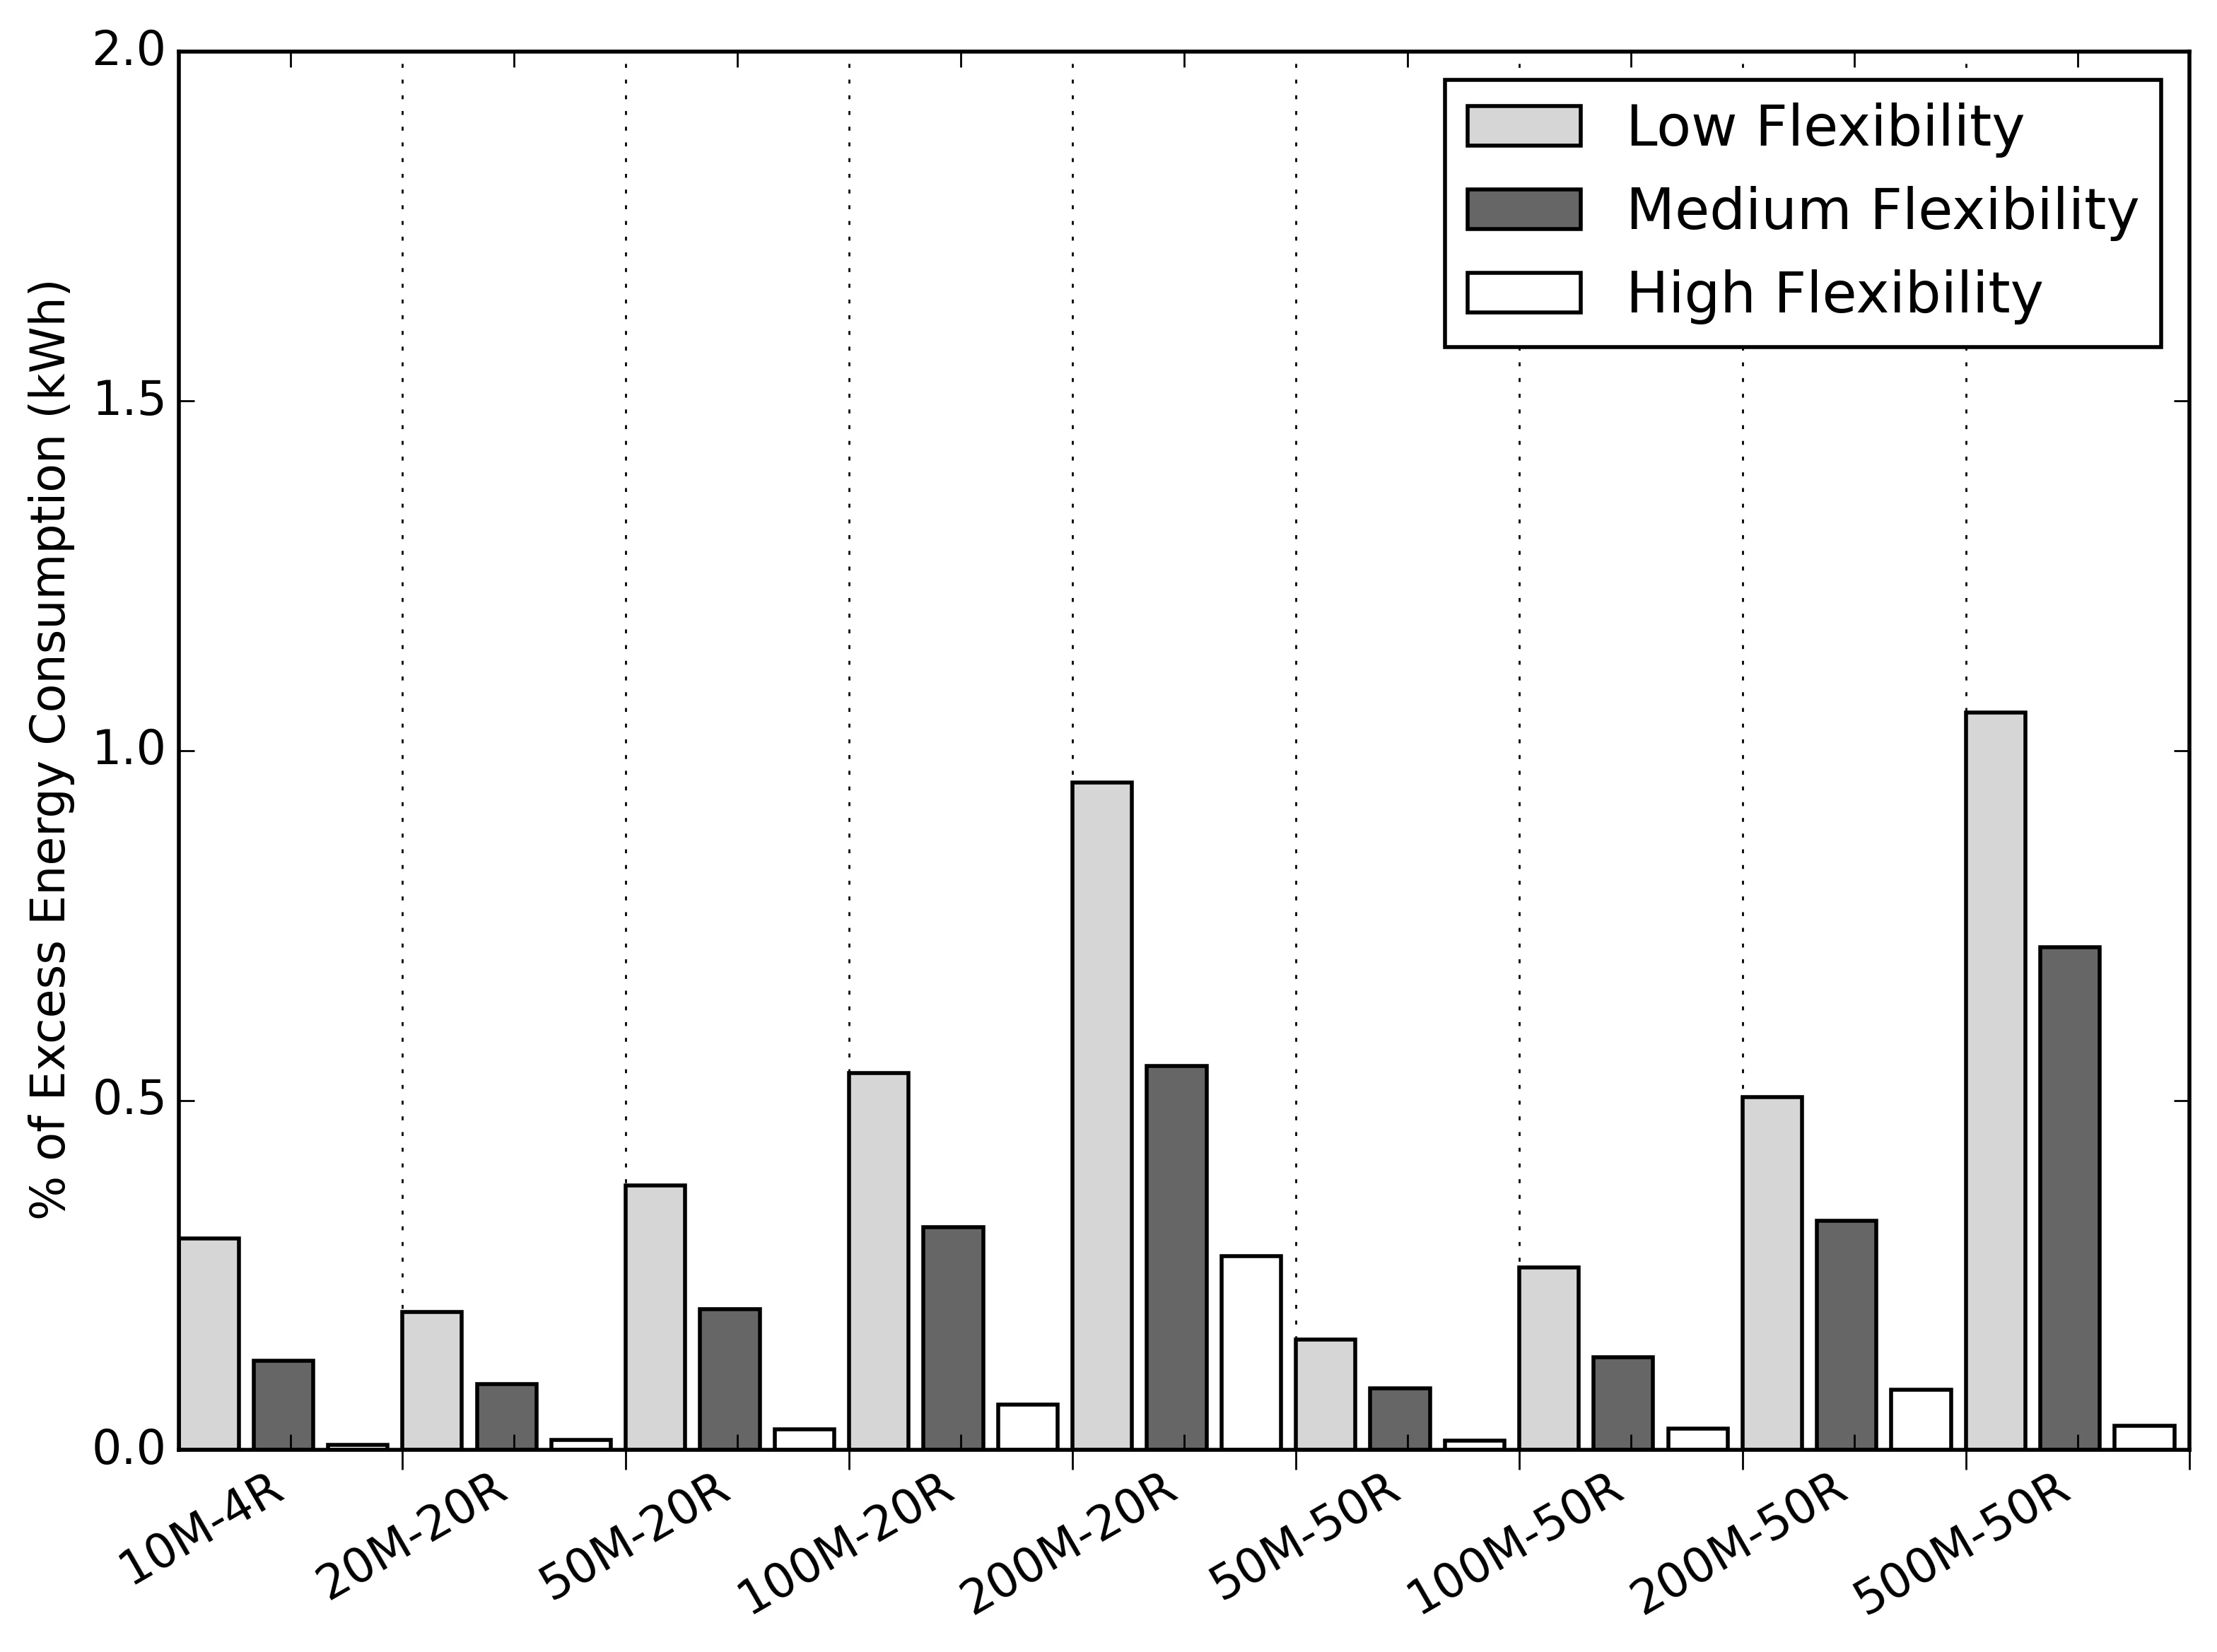 % of Excess Energy Consumption (kWh)
2.0
1.5
1.0
0.5
0.0
Low Flexibility
Medium Flexibility
High Flexibility
10M-4R
20M-20R
50M-20R
100M-20R
200M-20R
50M-50R
100M-50R
200M-50R
500M-50R